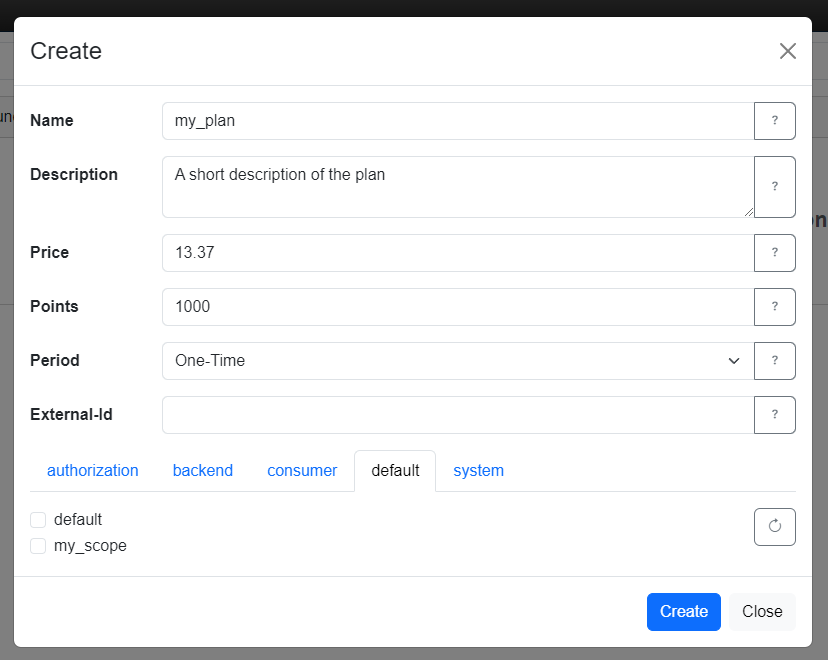 Create
Name
my_plan
?
Description
A short description of the plan
?
Price
13.37
?
Points
1000
?
Period
One-Time
?
External-Id
?
authorization backend consumer default system
default
my_scope
Create Close